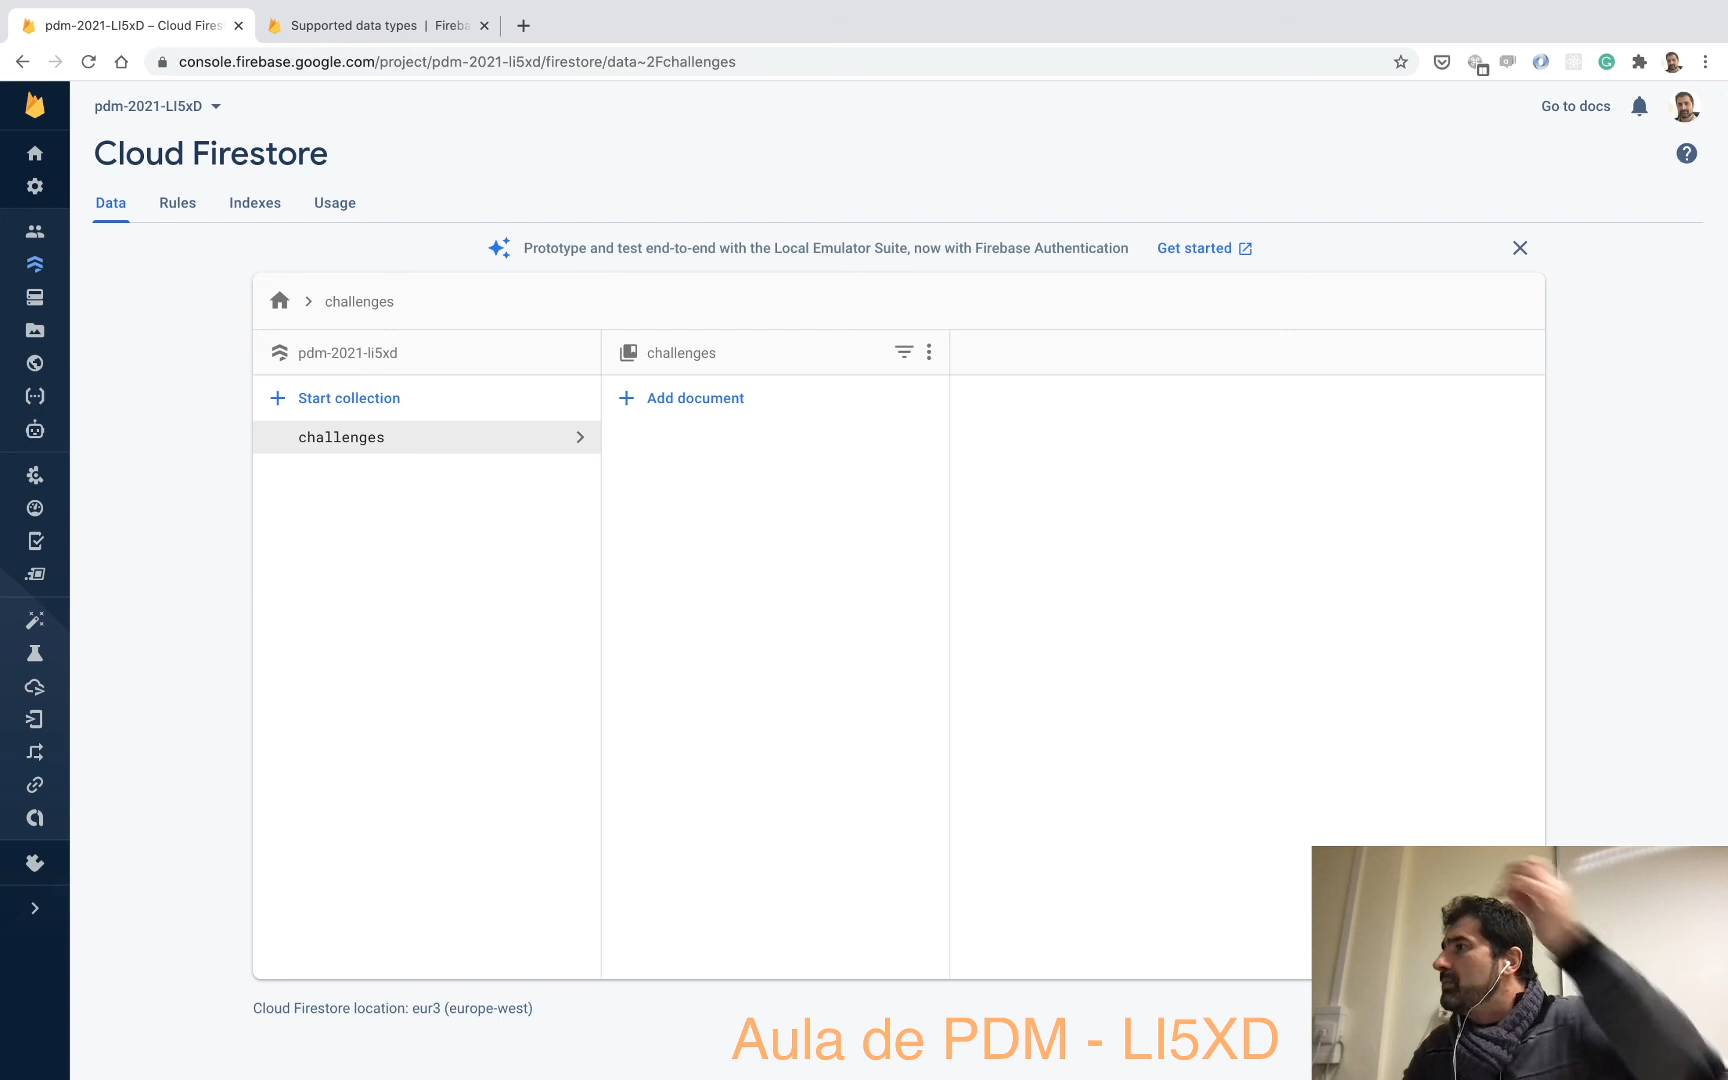 pdm-2021-LI5xD – Cloud Fires
Supported data types | Fireba
console.firebase.google.com/project/pdm-2021-li5xd/firestore/data~2Fchallenges
pdm-2021-LI5xD
Go to docs
Cloud Firestore
Data
Rules
Indexes
Usage
Prototype and test end-to-end with the Local Emulator Suite, now with Firebase Authentication
Get started
challenges
pdm-2021-li5xd
challenges
Start collection
Add document
challenges
Cloud Firestore location: eur3 (europe-west)
Aula de PDM - LI5XD